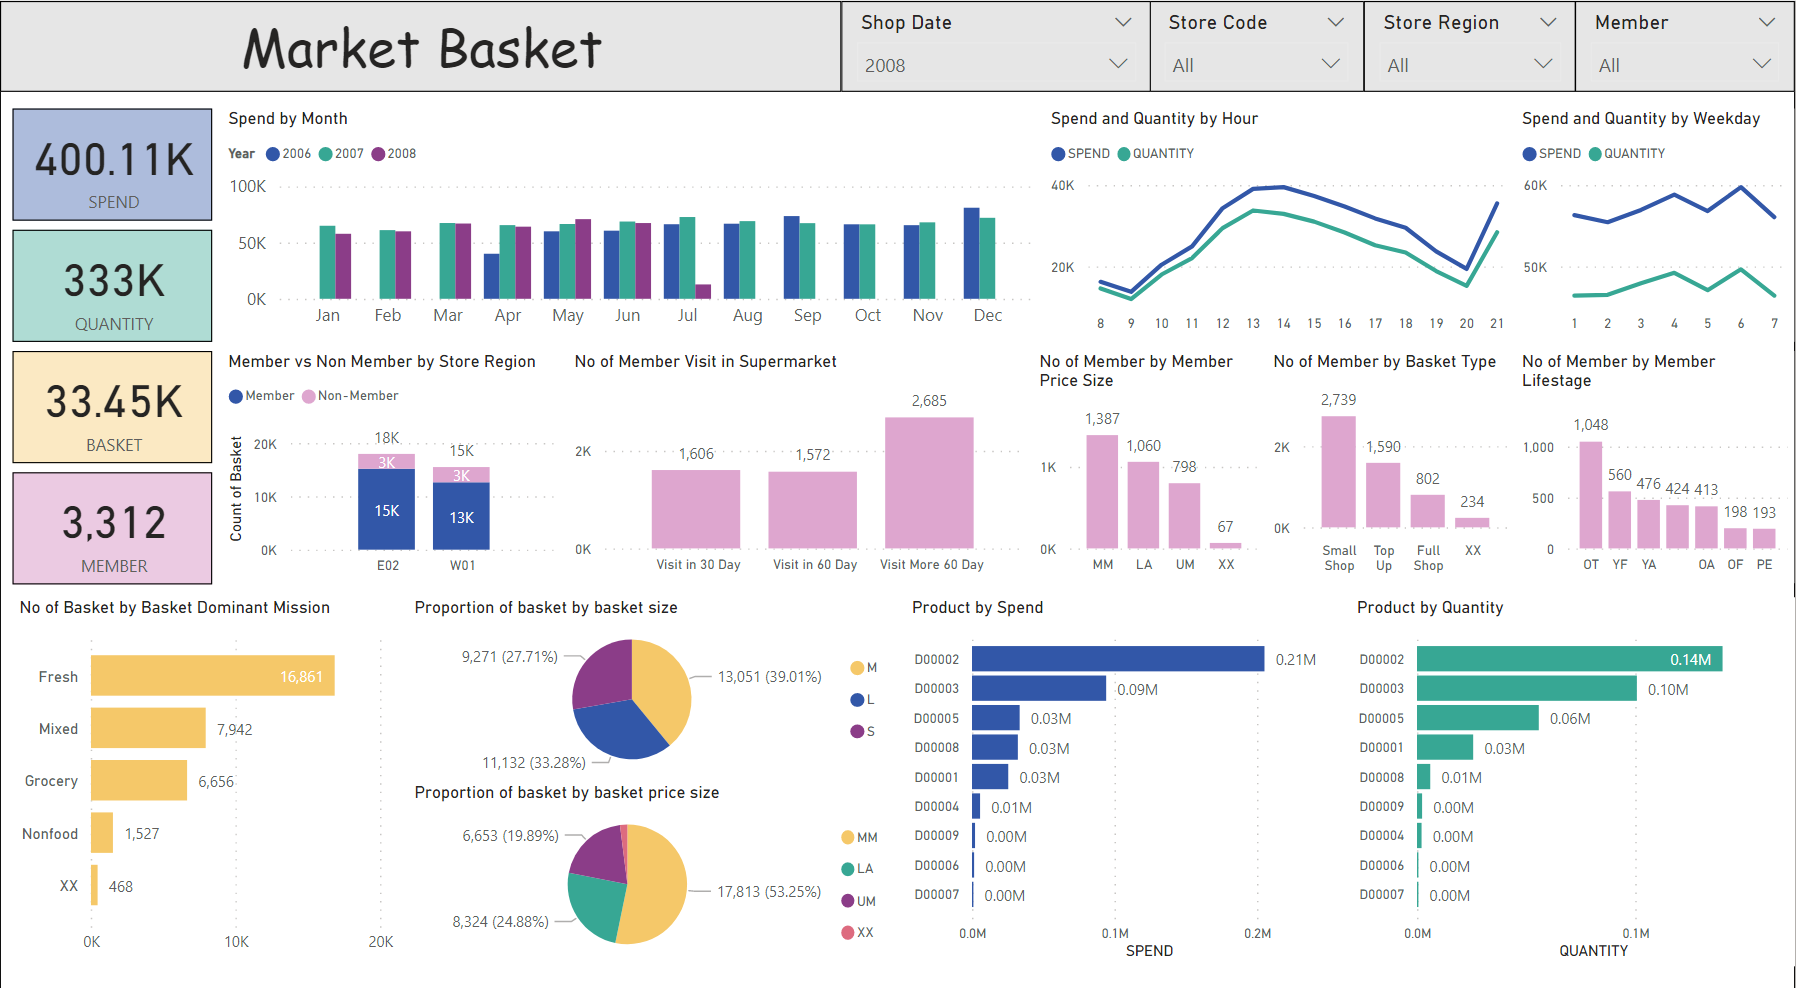 Market Basket
Shop Date
2008
Store Code
All
Store Region
All
Member
All
400.11K
SPEND
333K
QUANTITY
33.45K
BASKET
3,312
MEMBER
Spend by Month
Year 2006 2007 2008
100K
50K
0K
Jan Feb Mar Apr May Jun Jul Aug Sep Oct Nov Dec
Spend and Quantity by Hour
SPEND QUANTITY
40K
20K
8 9 10 11 12 13 14 15 16 17 18 19 20 21
Spend and Quantity by Weekday
SPEND QUANTITY
60K
50K
1 2 3 4 5 6 7
Member vs Non Member by Store Region
Member Non-Member
Count of Basket
20K
10K
0K
18K
3K
15K
15K
3K
13K
E02 W01
No of Member Visit in Supermarket
2K
0K
1,606
1,572
2,685
Visit in 30 Day Visit in 60 Day Visit More 60 Day
No of Member by Member
Price Size
1K
0K
1,387
1,060
798
67
MM LA UM XX
No of Member by Basket Type
2K
0K
2,739
1,590
802
234
Small
Shop
Top
Up
Full
Shop
XX
No of Member by Member
Lifestage
1,000
500
0
1,048
560
476
424
413
198
193
OT YF YA OA OF PE
No of Basket by Basket Dominant Mission
Fresh 16,861
Mixed 7,942
Grocery 6,656
Nonfood 1,527
XX 468
0K 10K 20K
Proportion of basket by basket size
9,271 (27.71%)
13,051 (39.01%)
11,132 (33.28%)
M
L
S
Proportion of basket by basket price size
6,653 (19.89%)
17,813 (53.25%)
8,324 (24.88%)
MM
LA
UM
XX
Product by Spend
D00002 0.21M
D00003 0.09M
D00005 0.03M
D00008 0.03M
D00001 0.03M
D00004 0.01M
D00009 0.00M
D00006 0.00M
D00007 0.00M
0.0M 0.1M 0.2M
SPEND
Product by Quantity
D00002 0.14M
D00003 0.10M
D00005 0.06M
D00001 0.03M
D00008 0.01M
D00009 0.00M
D00004 0.00M
D00006 0.00M
D00007 0.00M
0.0M 0.1M
QUANTITY